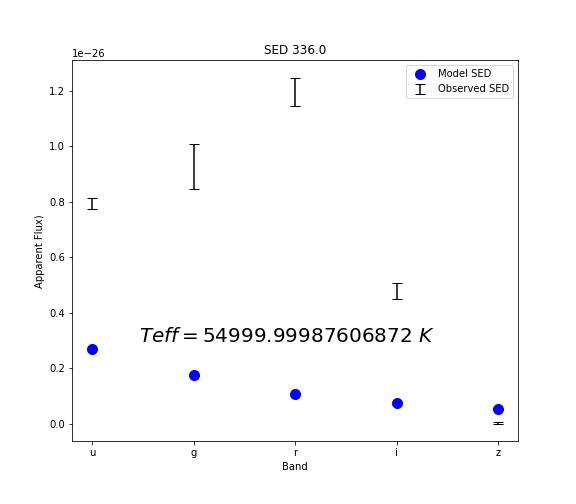 1e−26
SED 336.0
Model SED
Observed SED
1.2
1.0
0.8
0.6
0.4
0.2
0.0
Apparent Flux)
Teff = 54999.99987606872 K
u g r i z
Band